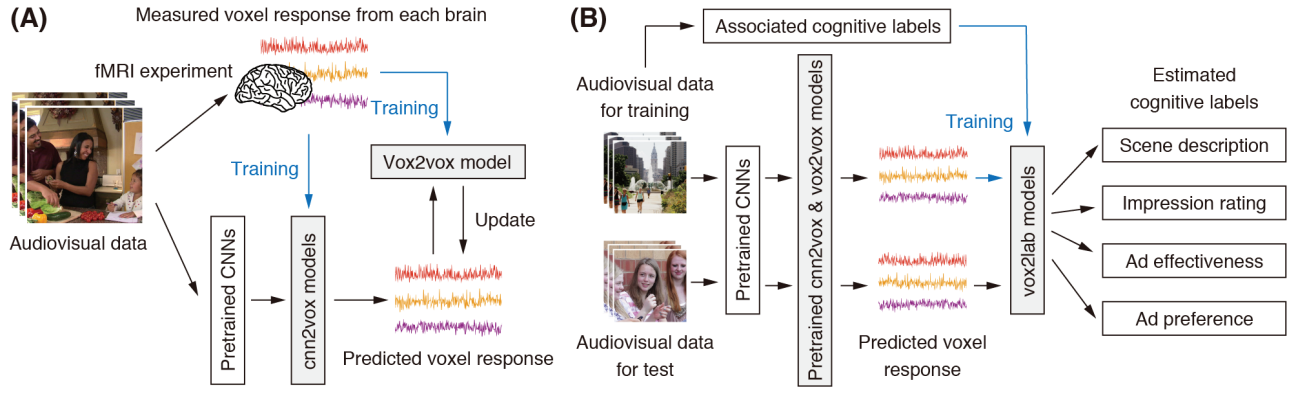 (A)
Measured voxel response from each brain
fMRI experiment
Training
Training
Vox2vox model
Update
Audiovisual data
Pretrained CNNs
cnn2vox models
Predicted voxel response
(B)
Associated cognitive labels
Audiovisual data
for training
Training
Pretrained CNNs
Pretrained cnn2vox & vox2vox models
vox2lab models
Audiovisual data
for test
Predicted voxel
response
Estimated
cognitive labels
Scene description
Impression rating
Ad effectiveness
Ad preference